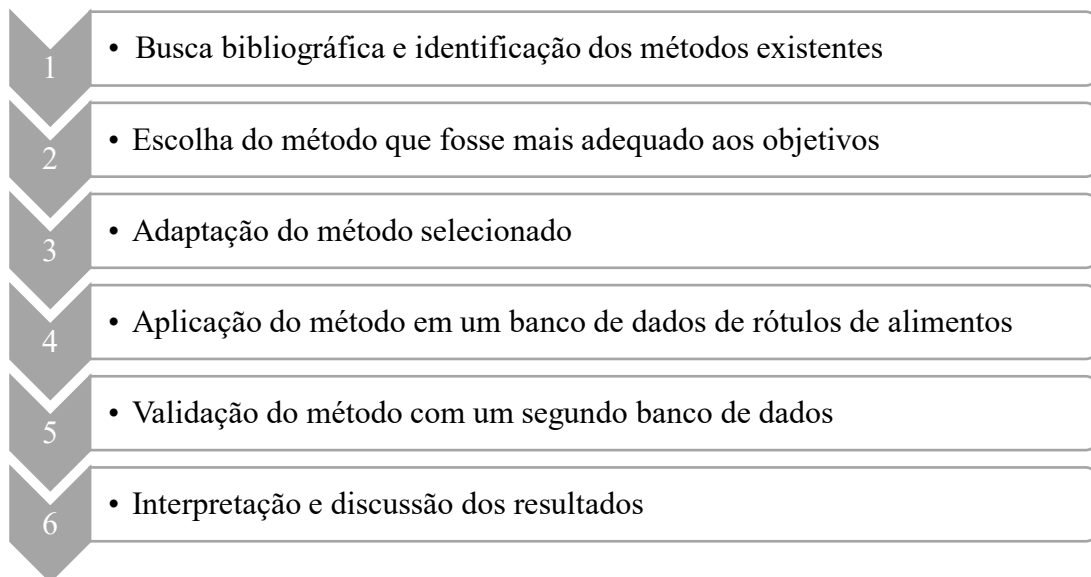 1
• Busca bibliográfica e identificação dos métodos existentes
2
• Escolha do método que fosse mais adequado aos objetivos
3
• Adaptação do método selecionado
4
• Aplicação do método em um banco de dados de rótulos de alimentos
5
• Validação do método com um segundo banco de dados
6
• Interpretação e discussão dos resultados